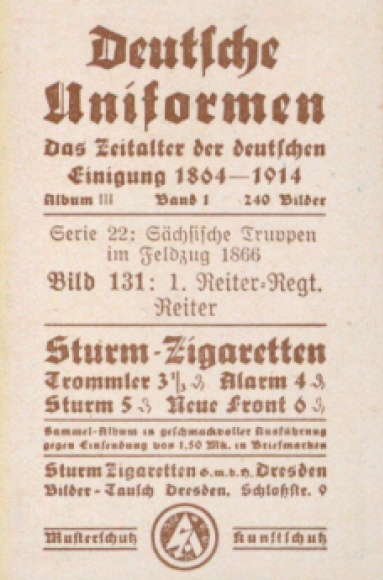 Deutsche
Uniformen
Das Zeitalter der deutschen
Einigung 1864—1914
Album III Band 1 240 Bilder
Serie 22: Sächsische Truppen
im Feldzug 1866
Bild 131: 1. Reiter-Regt.
Reiter
Sturm-Zigaretten
Trommler 3⅓ ₰ Alarm 4 ₰
Sturm 5 ₰ Neue Front 6 ₰
Sammel-Album in geschmackvoller Ausführung
gegen Einsendung von 1.50 Mk. in Briefmarken
Sturm Zigaretten G.m.b.H. Dresden
Bilder-Tausch Dresden, Schloßstr. 9
Musterschutz Kunstschutz